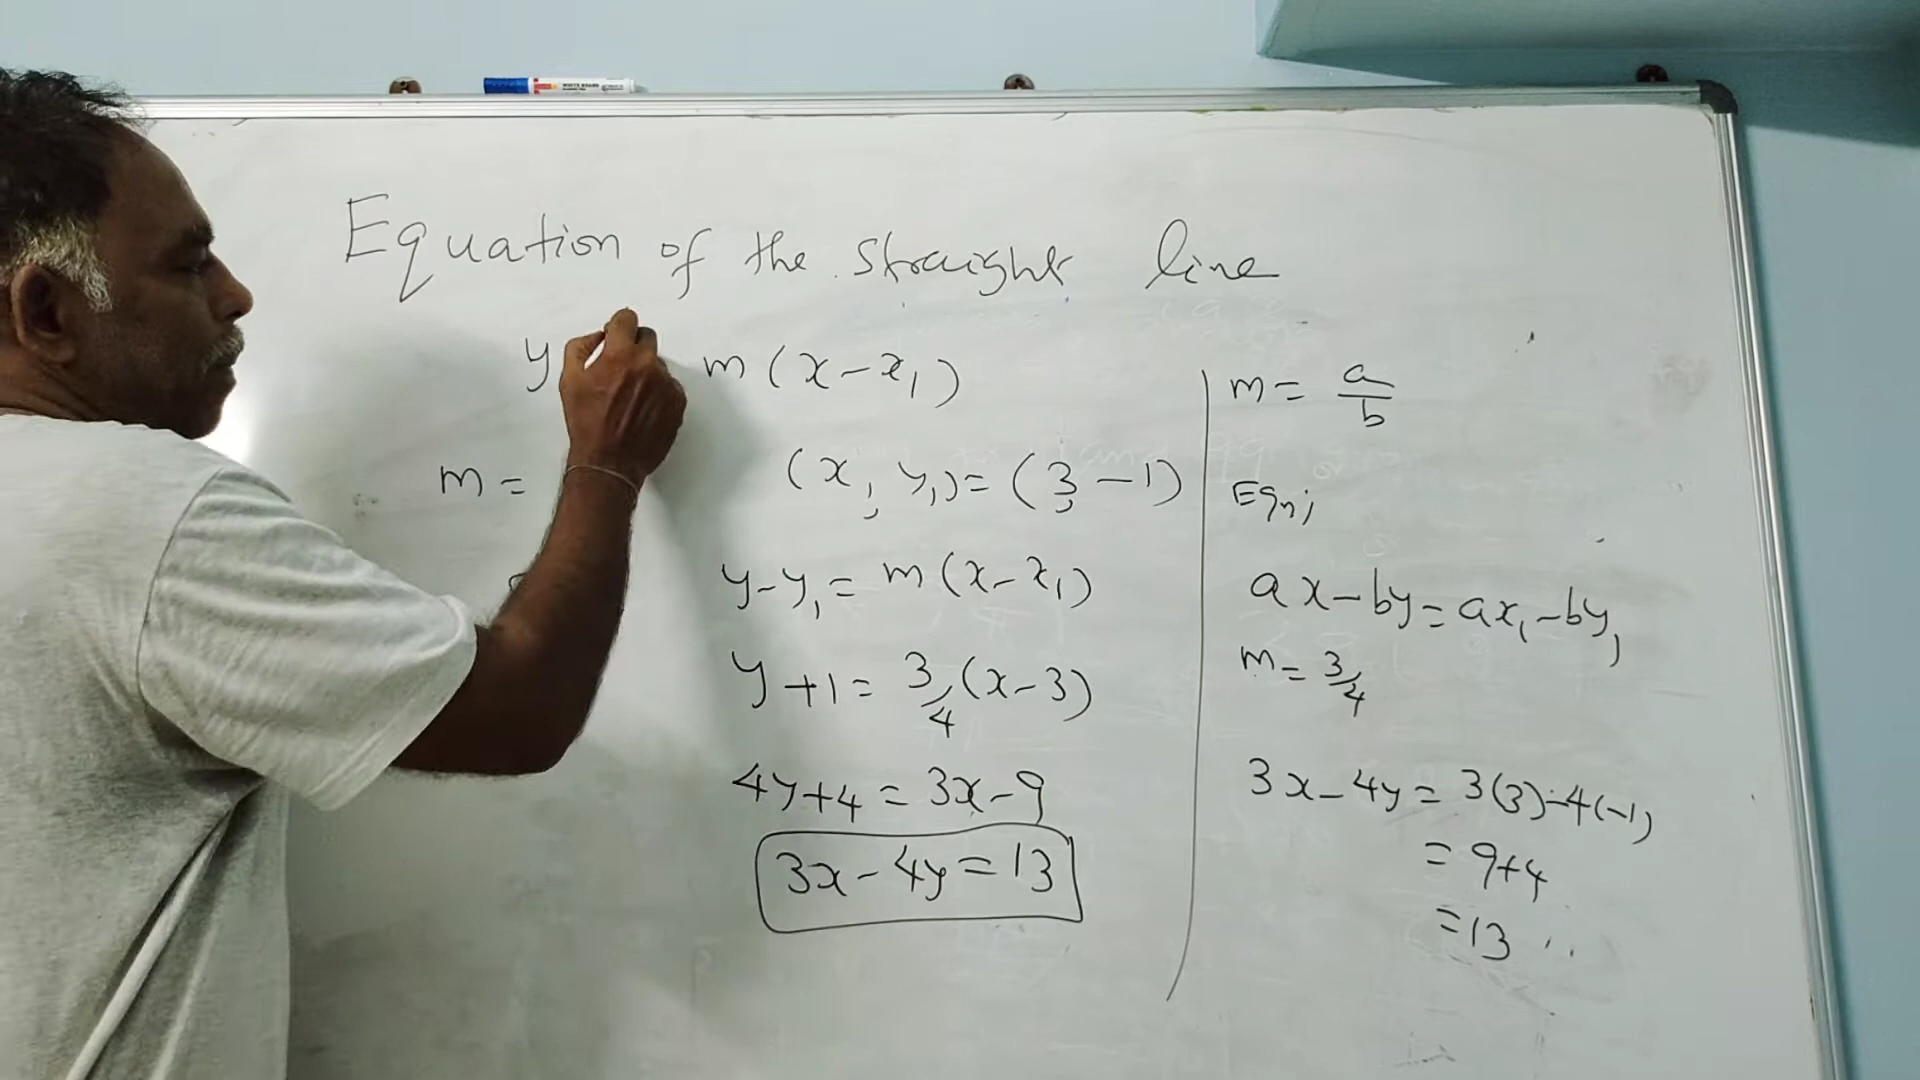 WHITE BOARD
Equation of the straight line
y m(x-x₁)
m =
(x, y₁) = (3, -1)
y-y₁ = m(x-x₁)
y+1 = 3/4(x-3)
4y+4 = 3x-9
3x-4y = 13
m = a/b
Eqn;
ax-by = ax₁-by₁
m = 3/4
3x-4y = 3(3)-4(-1)
= 9+4
= 13